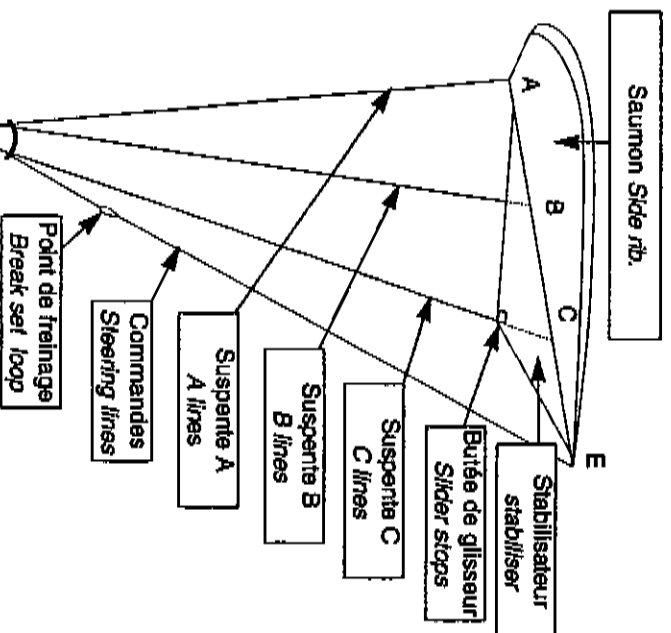 Saumon Side rib.
A
B
C
E
Stabilisateur
stabiliser
Butée de glisseur
Slider stops
Suspente C
C lines
Suspente B
B lines
Suspente A
A lines
Commandes
Steering lines
Point de freinage
Break set loop